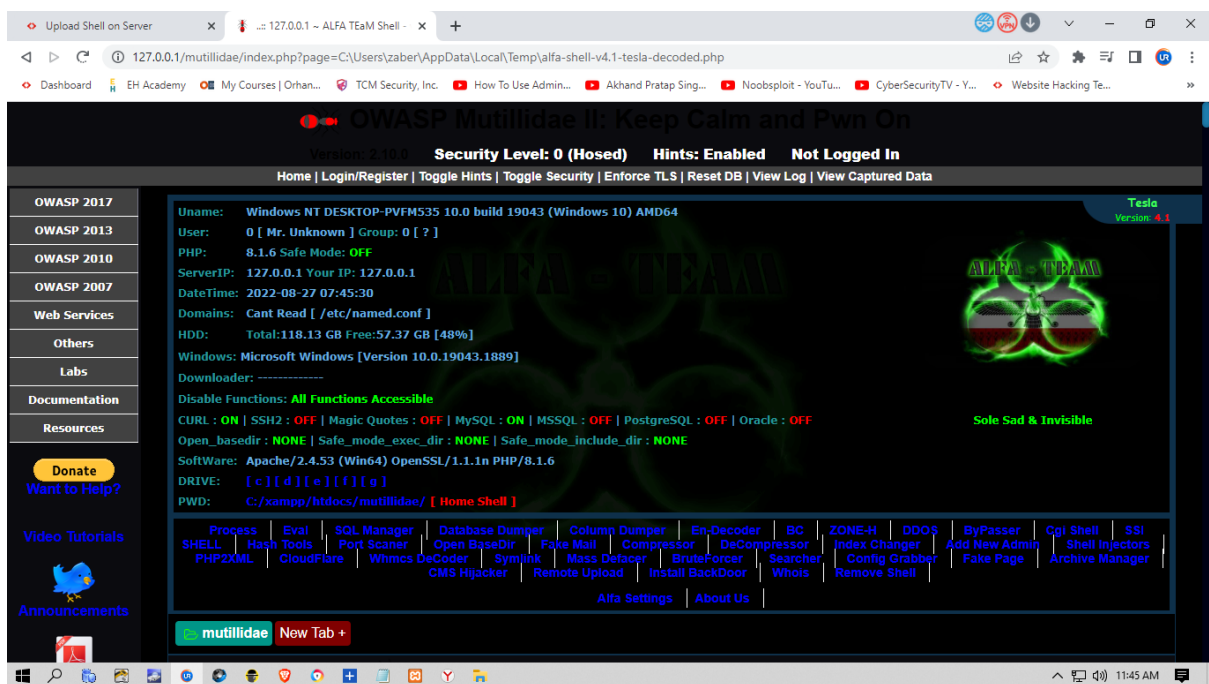 Upload Shell on Server
..:: 127.0.0.1 ~ ALFA TEaM Shell -
127.0.0.1/mutillidae/index.php?page=C:\Users\zaber\AppData\Local\Temp\alfa-shell-v4.1-tesla-decoded.php
Dashboard EH Academy My Courses | Orhan... TCM Security, Inc. How To Use Admin... Akhand Pratap Sing... Noobsploit - YouTu... CyberSecurityTV - Y... Website Hacking Te...
OWASP Mutillidae II: Keep Calm and Pwn On
Version: 2.10.0 Security Level: 0 (Hosed) Hints: Enabled Not Logged In
Home | Login/Register | Toggle Hints | Toggle Security | Enforce TLS | Reset DB | View Log | View Captured Data
OWASP 2017
OWASP 2013
OWASP 2010
OWASP 2007
Web Services
Others
Labs
Documentation
Resources
Donate
Want to Help?
Video Tutorials
Announcements
Tesla
Version: 4.1
Uname: Windows NT DESKTOP-PVFM535 10.0 build 19043 (Windows 10) AMD64
User: 0 [ Mr. Unknown ] Group: 0 [ ? ]
PHP: 8.1.6 Safe Mode: OFF
ServerIP: 127.0.0.1 Your IP: 127.0.0.1
DateTime: 2022-08-27 07:45:30
Domains: Cant Read [ /etc/named.conf ]
HDD: Total:118.13 GB Free:57.37 GB [48%]
Windows: Microsoft Windows [Version 10.0.19043.1889]
Downloader: -------------
Disable Functions: All Functions Accessible
CURL : ON | SSH2 : OFF | Magic Quotes : OFF | MySQL : ON | MSSQL : OFF | PostgreSQL : OFF | Oracle : OFF
Open_basedir : NONE | Safe_mode_exec_dir : NONE | Safe_mode_include_dir : NONE
SoftWare: Apache/2.4.53 (Win64) OpenSSL/1.1.1n PHP/8.1.6
DRIVE: [ c ] [ d ] [ e ] [ f ] [ g ]
PWD: C:/xampp/htdocs/mutillidae/ [ Home Shell ]
ALFA - TEAM
ALFA - TEAM
Sole Sad & Invisible
Process | Eval | SQL Manager | Database Dumper | Column Dumper | En-Decoder | BC | ZONE-H | DDOS | ByPasser | Cgi Shell | SSI
SHELL | Hash Tools | Port Scaner | Open BaseDir | Fake Mail | Compressor | DeCompressor | Index Changer | Add New Admin | Shell Injectors
PHP2XML | CloudFlare | Whmcs DeCoder | Symlink | Mass Defacer | BruteForcer | Searcher | Config Grabber | Fake Page | Archive Manager |
CMS Hijacker | Remote Upload | Install BackDoor | Whois | Remove Shell |
Alfa Settings | About Us |
mutillidae New Tab +
11:45 AM